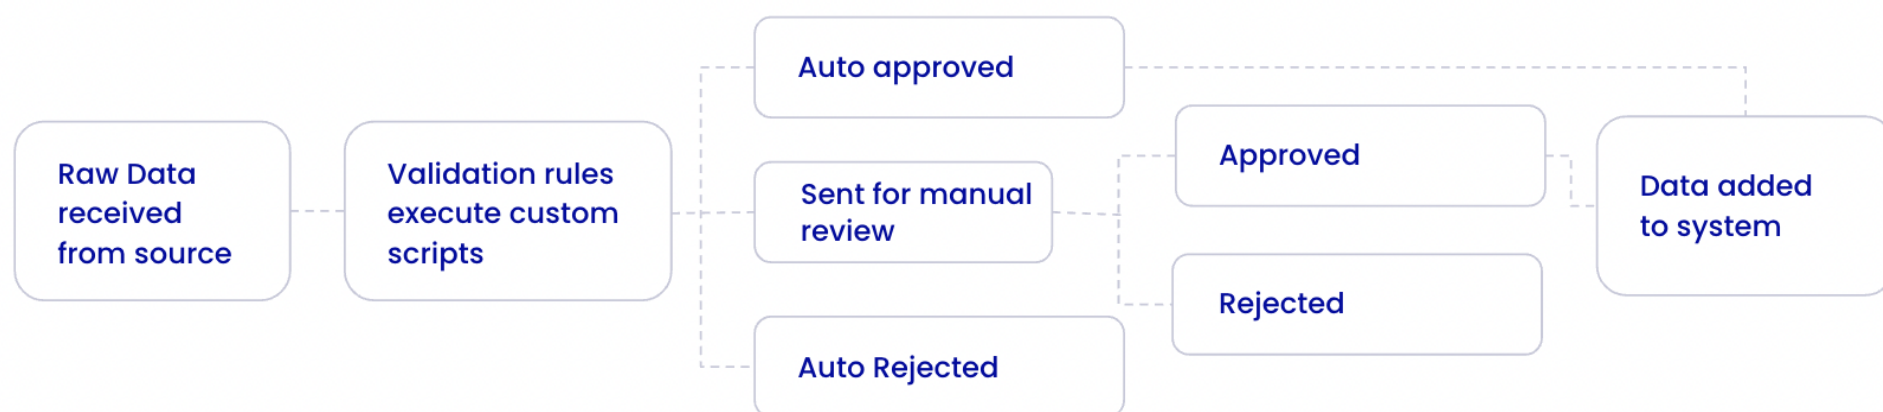 Raw Data
received
from source
Validation rules
execute custom
scripts
Auto approved
Sent for manual
review
Auto Rejected
Approved
Rejected
Data added
to system